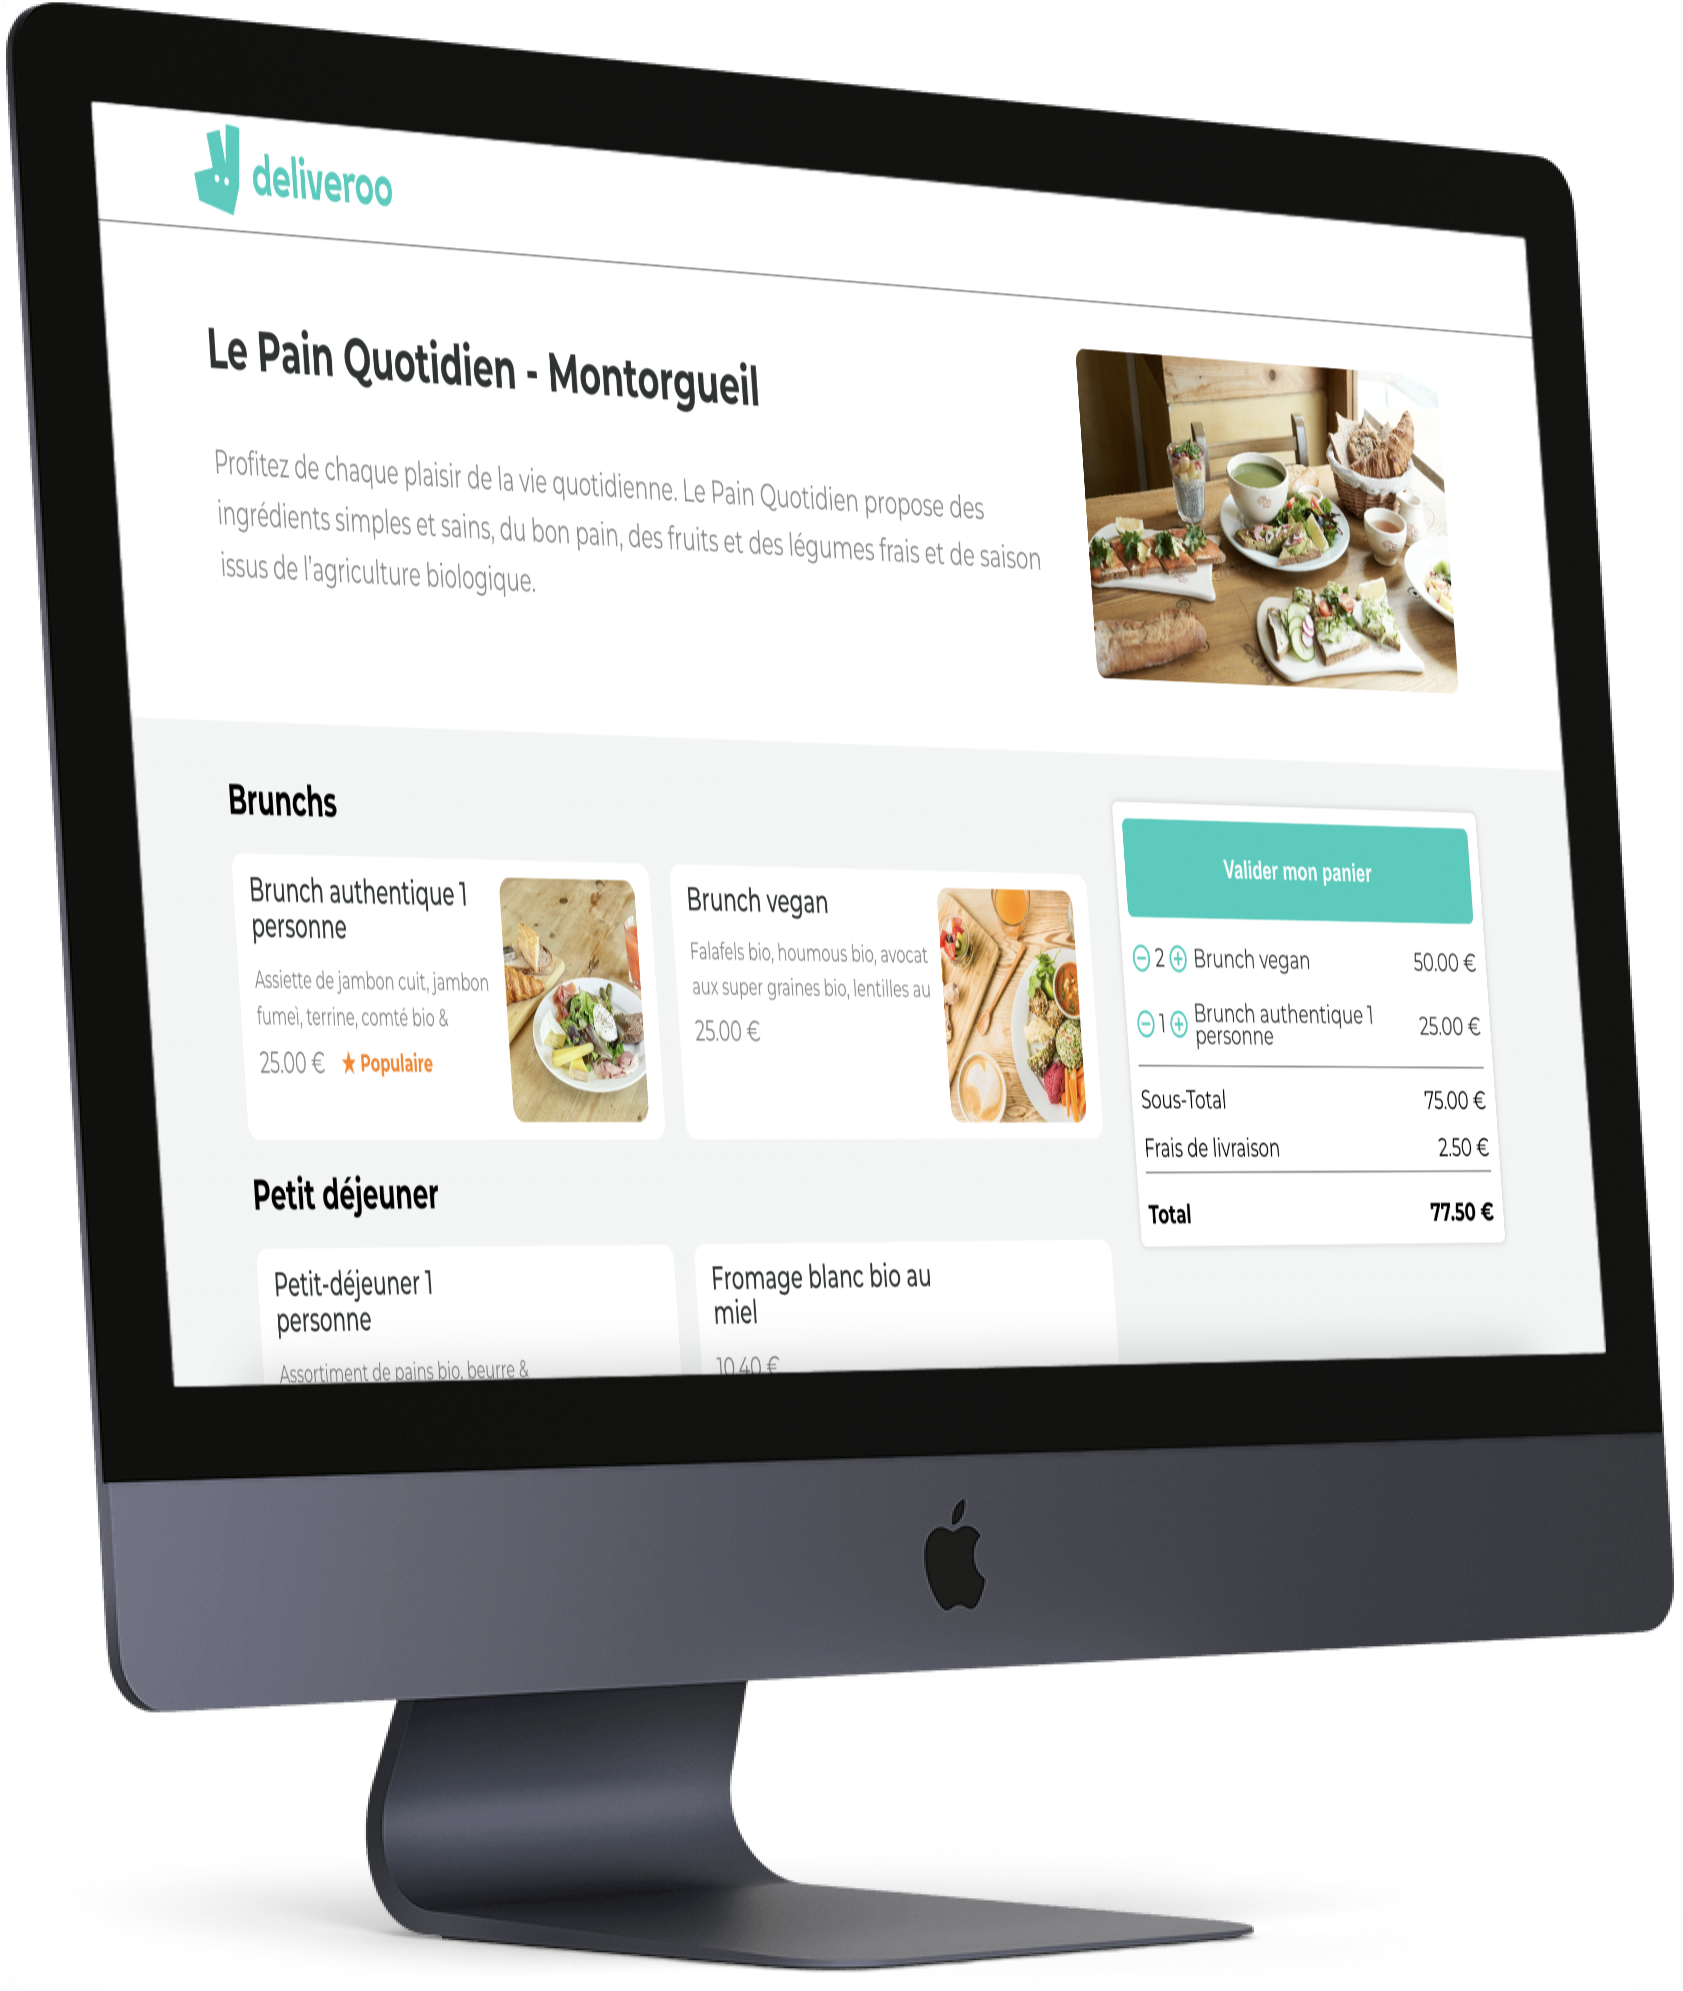 deliveroo
Le Pain Quotidien - Montorgueil
Profitez de chaque plaisir de la vie quotidienne. Le Pain Quotidien propose des
ingrédients simples et sains, du bon pain, des fruits et des légumes frais et de saison
issus de l'agriculture biologique.
Brunchs
Brunch authentique 1
personne
Assiette de jambon cuit, jambon
fumeì, terrine, comté bio &
25.00 € ★ Populaire
Brunch vegan
Falafels bio, houmous bio, avocat
aux super graines bio, lentilles au
25.00 €
Petit déjeuner
Petit-déjeuner 1
personne
Assortiment de pains bio, beurre &
Fromage blanc bio au
miel
10.40 €
Valider mon panier
2 Brunch vegan 50.00 €
1 Brunch authentique 1
personne 25.00 €
Sous-Total 75.00 €
Frais de livraison 2.50 €
Total 77.50 €